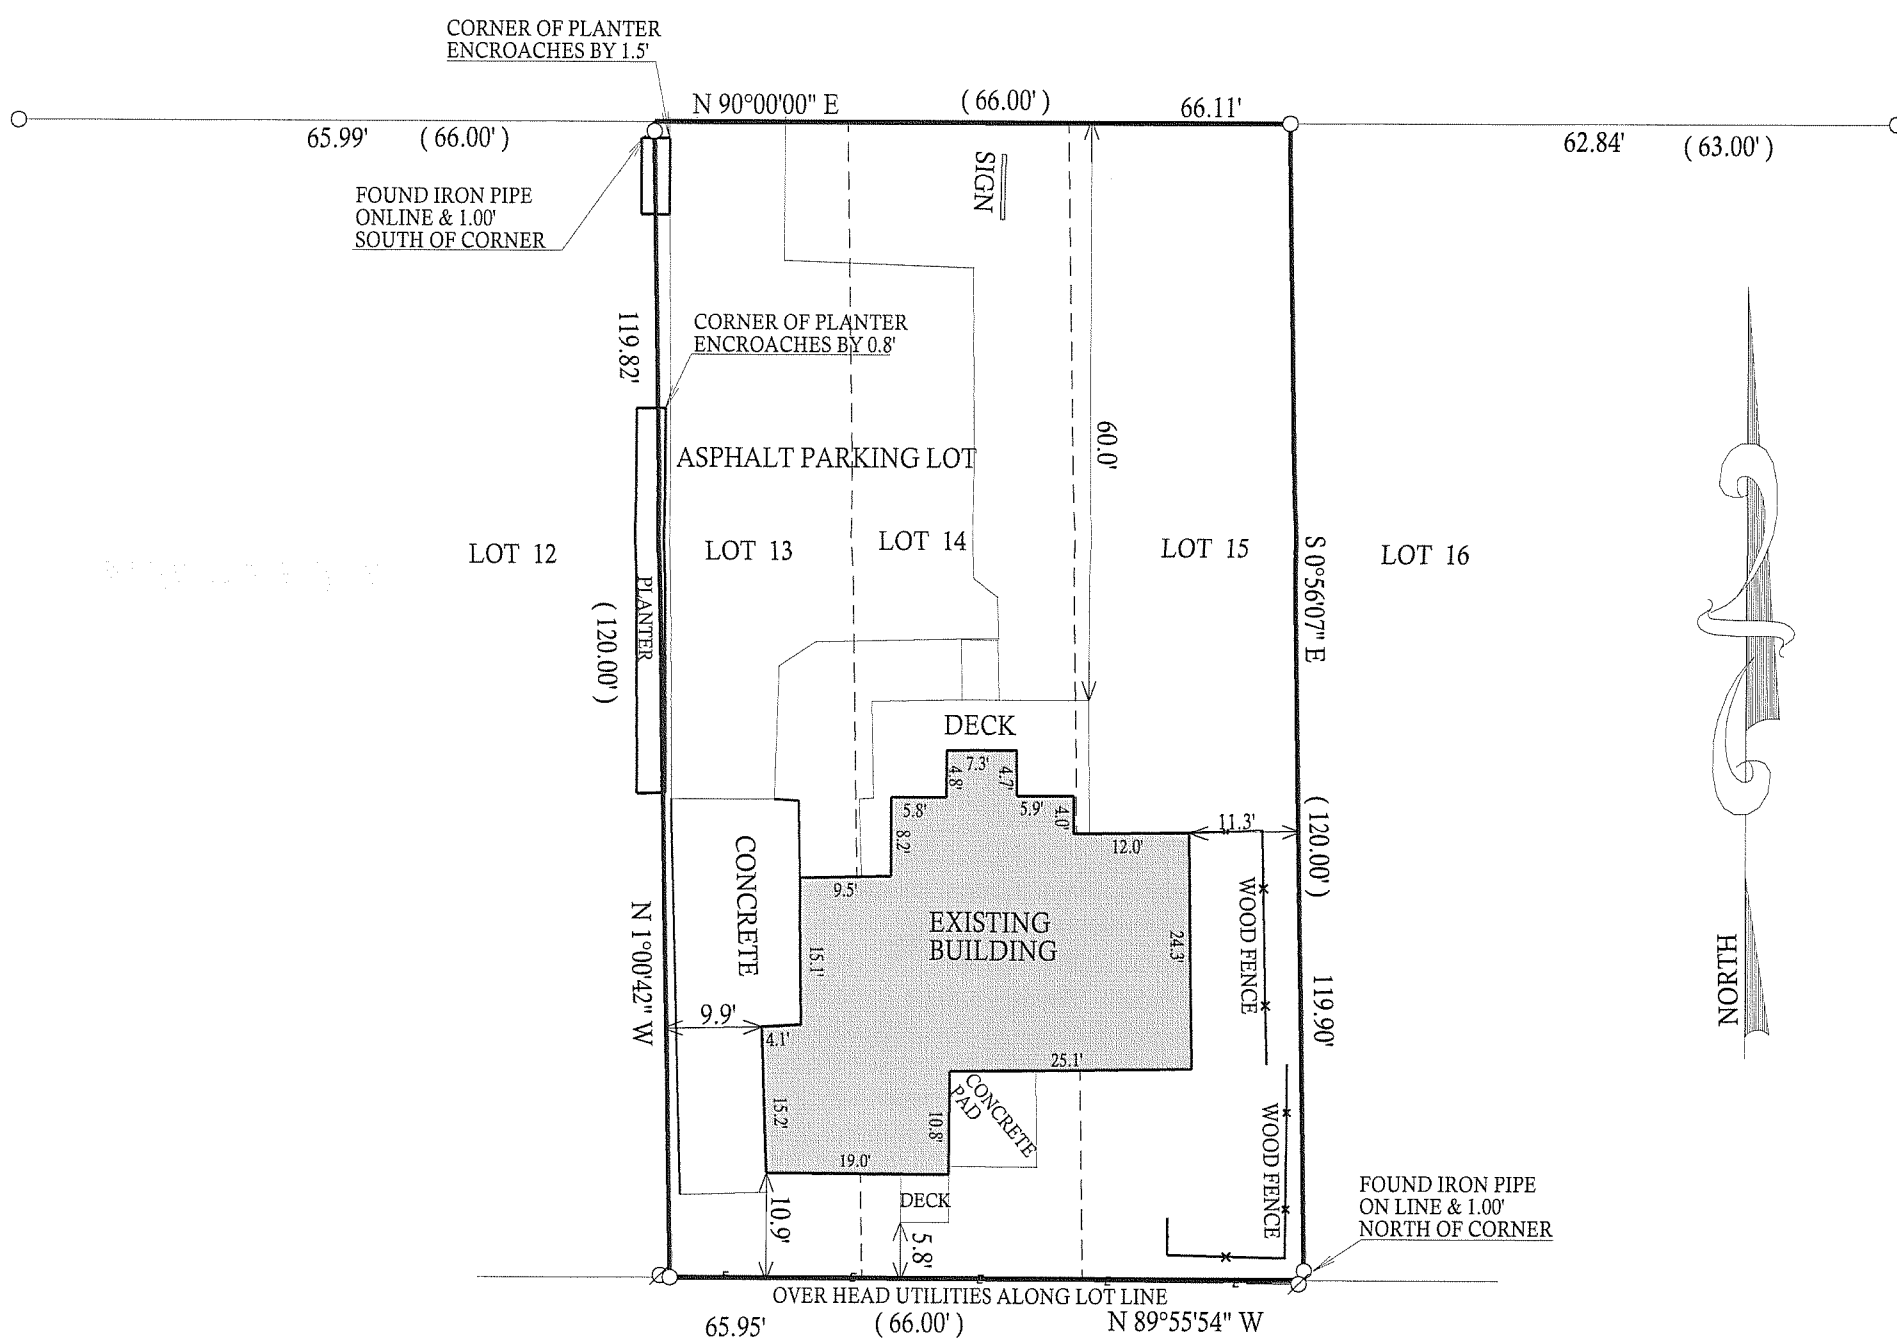 CORNER OF PLANTER
ENCROACHES BY 1.5'
N 90°00'00" E
( 66.00' )
66.11'
65.99'
( 66.00' )
62.84'
( 63.00' )
SIGN
FOUND IRON PIPE
ONLINE & 1.00'
SOUTH OF CORNER
119.82'
CORNER OF PLANTER
ENCROACHES BY 0.8'
60.0'
ASPHALT PARKING LOT
LOT 12
LOT 13
LOT 14
LOT 15
LOT 16
S 0°56'07" E
PLANTER
( 120.00' )
DECK
7.3'
4.8'
4.7'
5.8'
5.9'
4.0'
8.2'
12.0'
11.3'
( 120.00' )
CONCRETE
9.5'
WOOD FENCE
EXISTING
BUILDING
15.1'
24.3'
N 1°00'42" W
119.90'
NORTH
9.9'
4.1'
25.1'
CONCRETE
PAD
15.2'
10.8'
WOOD FENCE
19.0'
DECK
10.9'
5.8'
FOUND IRON PIPE
ON LINE & 1.00'
NORTH OF CORNER
E
E
E
E
E
OVER HEAD UTILITIES ALONG LOT LINE
65.95'
( 66.00' )
N 89°55'54" W